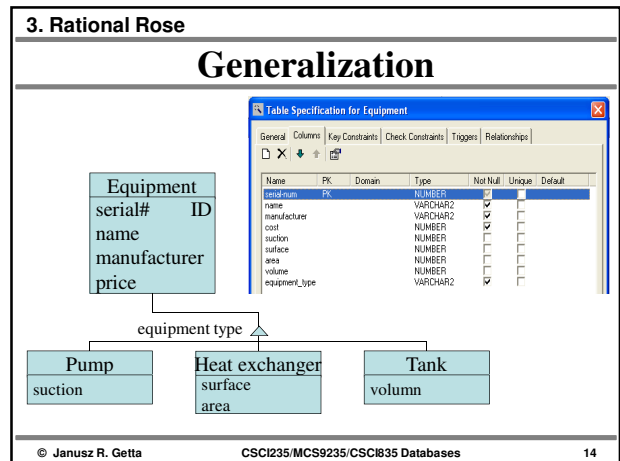 3. Rational Rose
Generalization
Table Specification for Equipment
General Columns Key Constraints Check Constraints Triggers Relationships
Name PK Domain Type Not Null Unique Default
serial-num PK NUMBER
name VARCHAR2
manufacturer VARCHAR2
cost NUMBER
suction NUMBER
surface NUMBER
area NUMBER
volume NUMBER
equipment_type VARCHAR2
Equipment
serial# ID
name
manufacturer
price
equipment type
Pump
suction
Heat exchanger
surface
area
Tank
volumn
© Janusz R. Getta CSCI235/MCS9235/CSCI835 Databases 14